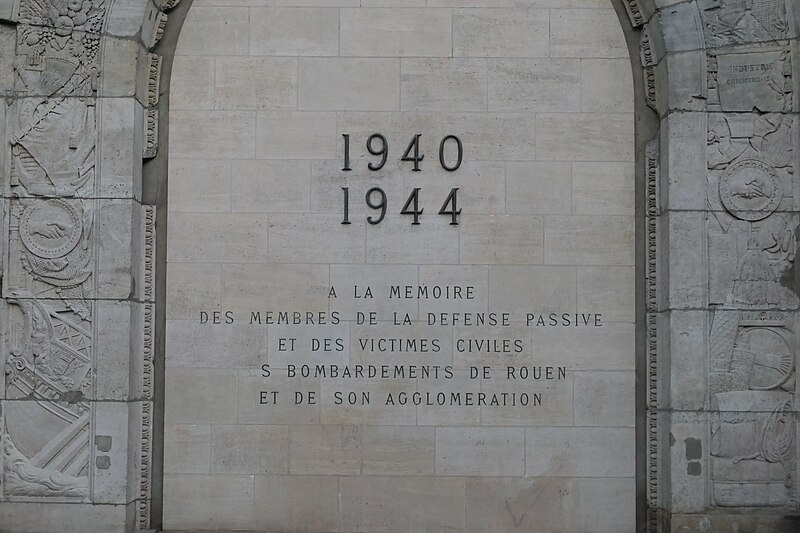 1940
1944
A LA MEMOIRE
DES MEMBRES DE LA DEFENSE PASSIVE
ET DES VICTIMES CIVILES
S BOMBARDEMENTS DE ROUEN
ET DE SON AGGLOMERATION
INDUSTRIE